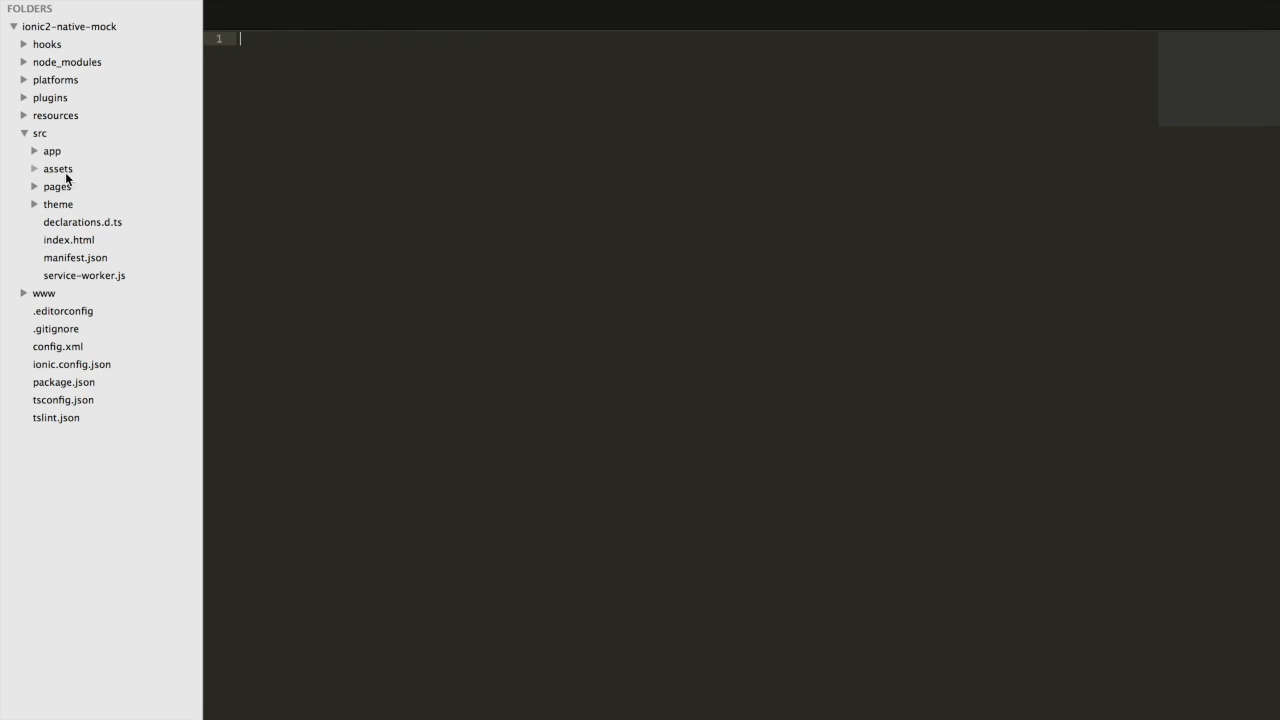 FOLDERS
ionic2-native-mock
hooks
node_modules
platforms
plugins
resources
src
app
assets
pages
theme
declarations.d.ts
index.html
manifest.json
service-worker.js
www
.editorconfig
.gitignore
config.xml
ionic.config.json
package.json
tsconfig.json
tslint.json
1